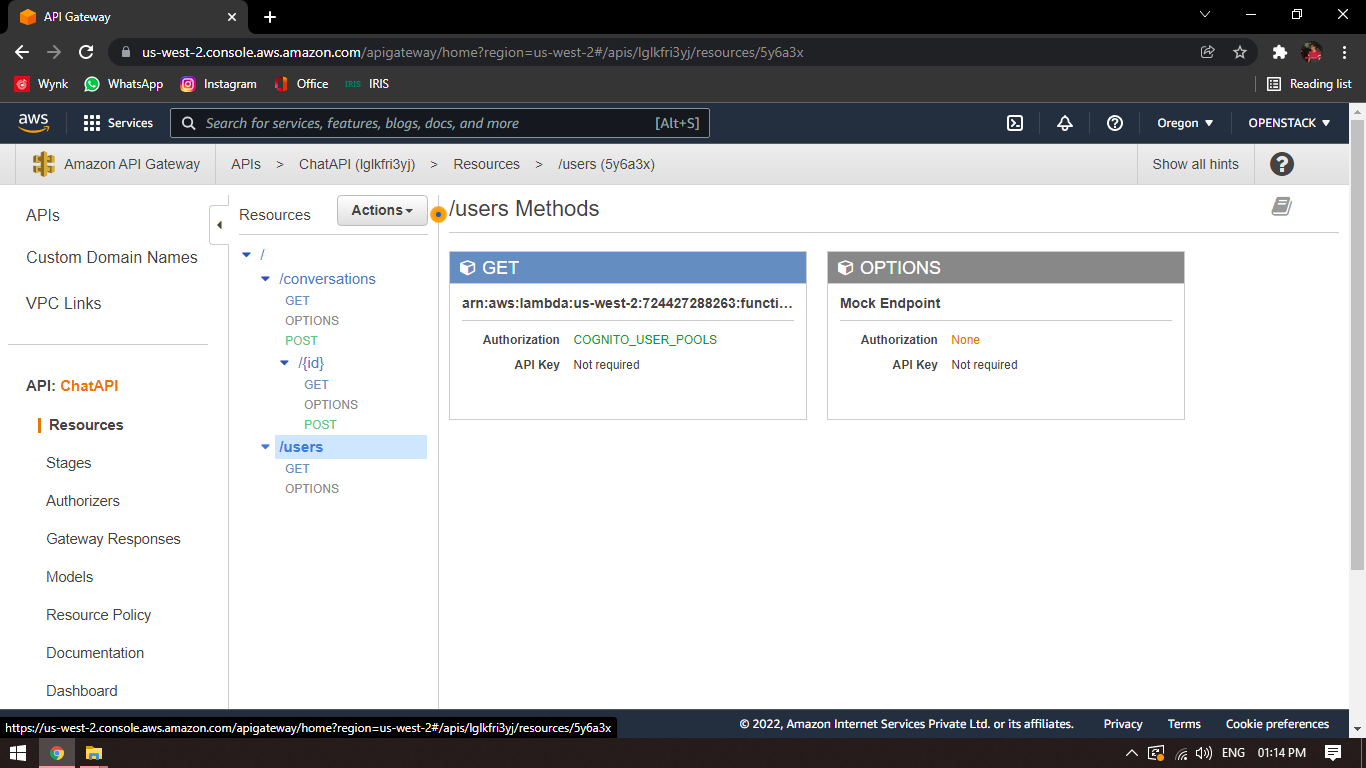 API Gateway
us-west-2.console.aws.amazon.com/apigateway/home?region=us-west-2#/apis/lglkfri3yj/resources/5y6a3x
Wynk WhatsApp Instagram Office IRIS IRIS Reading list
aws Services Search for services, features, blogs, docs, and more [Alt+S] Oregon OPENSTACK
Amazon API Gateway APIs > ChatAPI (lglkfri3yj) > Resources > /users (5y6a3x) Show all hints ?
APIs
Custom Domain Names
VPC Links
API: ChatAPI
Resources
Stages
Authorizers
Gateway Responses
Models
Resource Policy
Documentation
Dashboard
Resources Actions
/
/conversations
GET
OPTIONS
POST
/{id}
GET
OPTIONS
POST
/users
GET
OPTIONS
/users Methods
GET
arn:aws:lambda:us-west-2:724427288263:functi...
Authorization COGNITO_USER_POOLS
API Key Not required
OPTIONS
Mock Endpoint
Authorization None
API Key Not required
https://us-west-2.console.aws.amazon.com/apigateway/home?region=us-west-2#/apis/lglkfri3yj/resources/5y6a3x
© 2022, Amazon Internet Services Private Ltd. or its affiliates. Privacy Terms Cookie preferences
ENG 01:14 PM